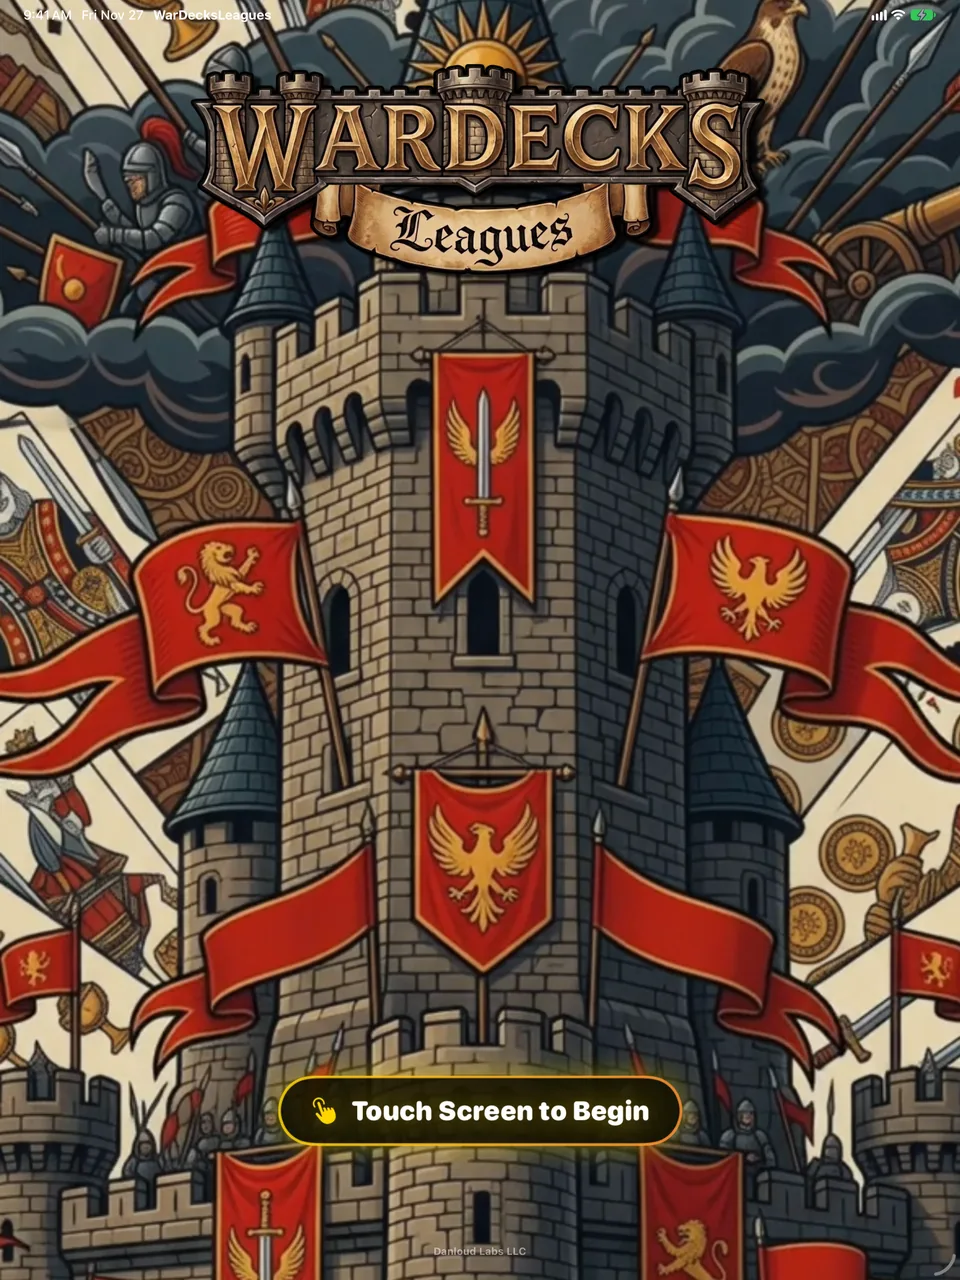 9:41 AM Fri Nov 27 WarDecksLeagues
WARDECKS
Leagues
Touch Screen to Begin
Danloud Labs LLC